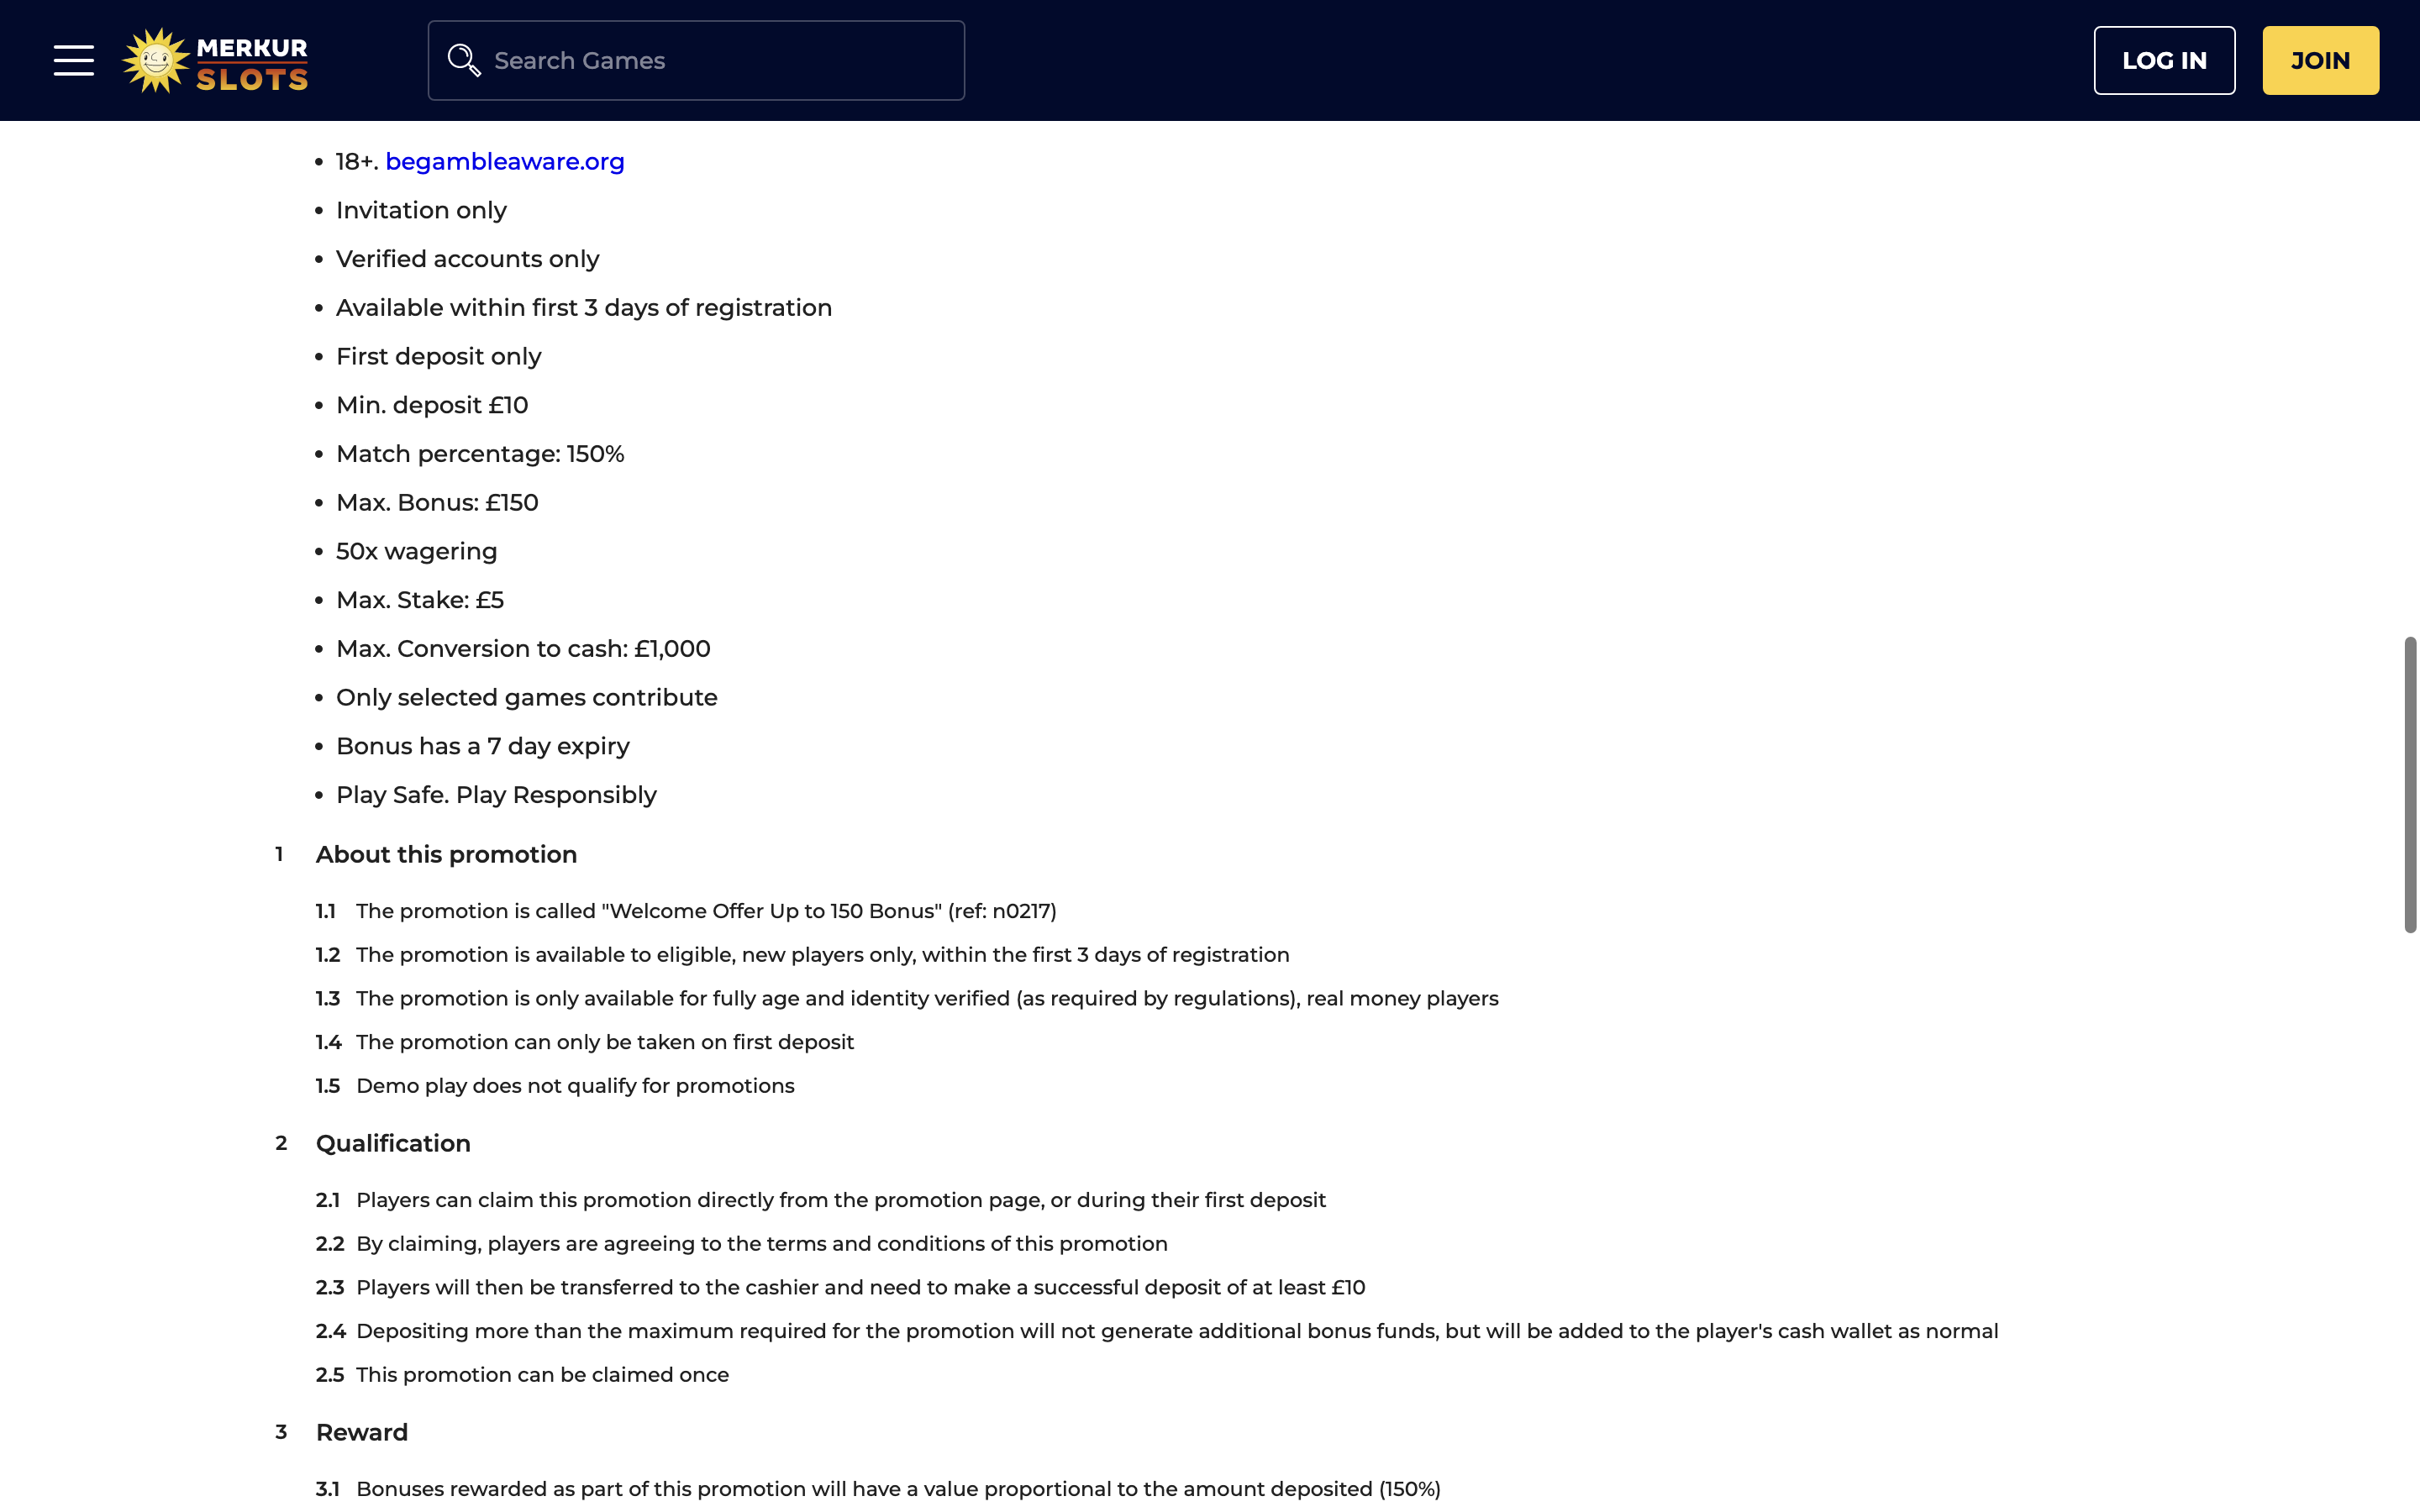 MERKUR
SLOTS
Search Games
LOG IN
JOIN
18+. begambleaware.org
Invitation only
Verified accounts only
Available within first 3 days of registration
First deposit only
Min. deposit £10
Match percentage: 150%
Max. Bonus: £150
50x wagering
Max. Stake: £5
Max. Conversion to cash: £1,000
Only selected games contribute
Bonus has a 7 day expiry
Play Safe. Play Responsibly
1 About this promotion
1.1 The promotion is called "Welcome Offer Up to 150 Bonus" (ref: n0217)
1.2 The promotion is available to eligible, new players only, within the first 3 days of registration
1.3 The promotion is only available for fully age and identity verified (as required by regulations), real money players
1.4 The promotion can only be taken on first deposit
1.5 Demo play does not qualify for promotions
2 Qualification
2.1 Players can claim this promotion directly from the promotion page, or during their first deposit
2.2 By claiming, players are agreeing to the terms and conditions of this promotion
2.3 Players will then be transferred to the cashier and need to make a successful deposit of at least £10
2.4 Depositing more than the maximum required for the promotion will not generate additional bonus funds, but will be added to the player's cash wallet as normal
2.5 This promotion can be claimed once
3 Reward
3.1 Bonuses rewarded as part of this promotion will have a value proportional to the amount deposited (150%)